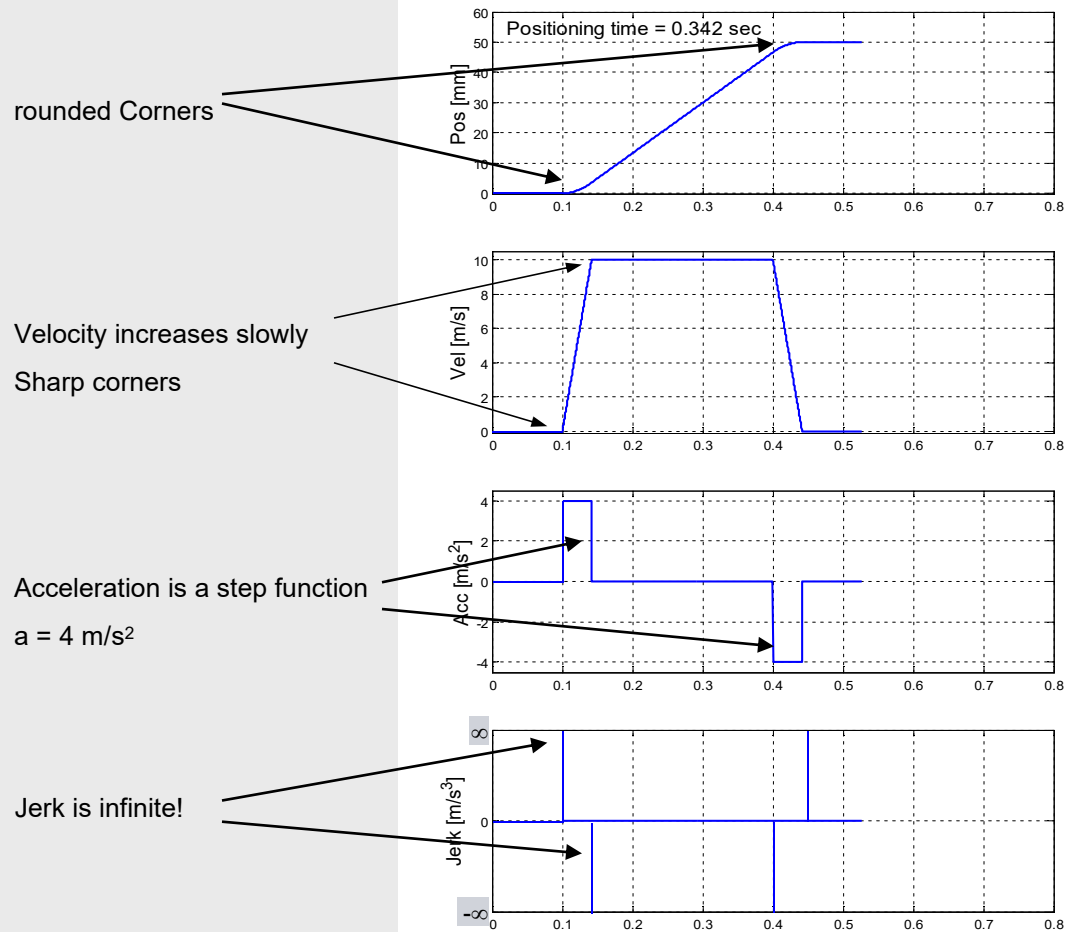 rounded Corners
Positioning time = 0.342 sec
Pos [mm]
60
50
40
30
20
10
0
0 0.1 0.2 0.3 0.4 0.5 0.6 0.7 0.8
Velocity increases slowly
Sharp corners
Vel [m/s]
10
8
6
4
2
0
0 0.1 0.2 0.3 0.4 0.5 0.6 0.7 0.8
Acceleration is a step function
a = 4 m/s²
Acc [m/s²]
4
2
0
-2
-4
0 0.1 0.2 0.3 0.4 0.5 0.6 0.7 0.8
Jerk is infinite!
Jerk [m/s³]
∞
0
-∞
0 0.1 0.2 0.3 0.4 0.5 0.6 0.7 0.8